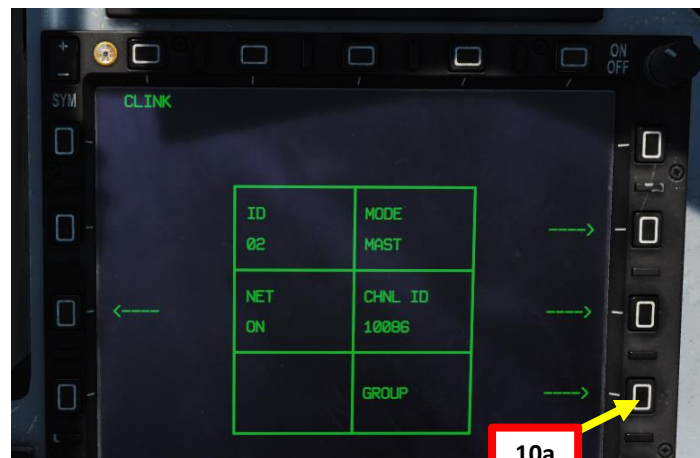 +
-
SYM
ON
OFF
CLINK
ID
02
MODE
MAST
---->
NET
ON
CHNL ID
10086
<----
---->
GROUP
---->
L
10a